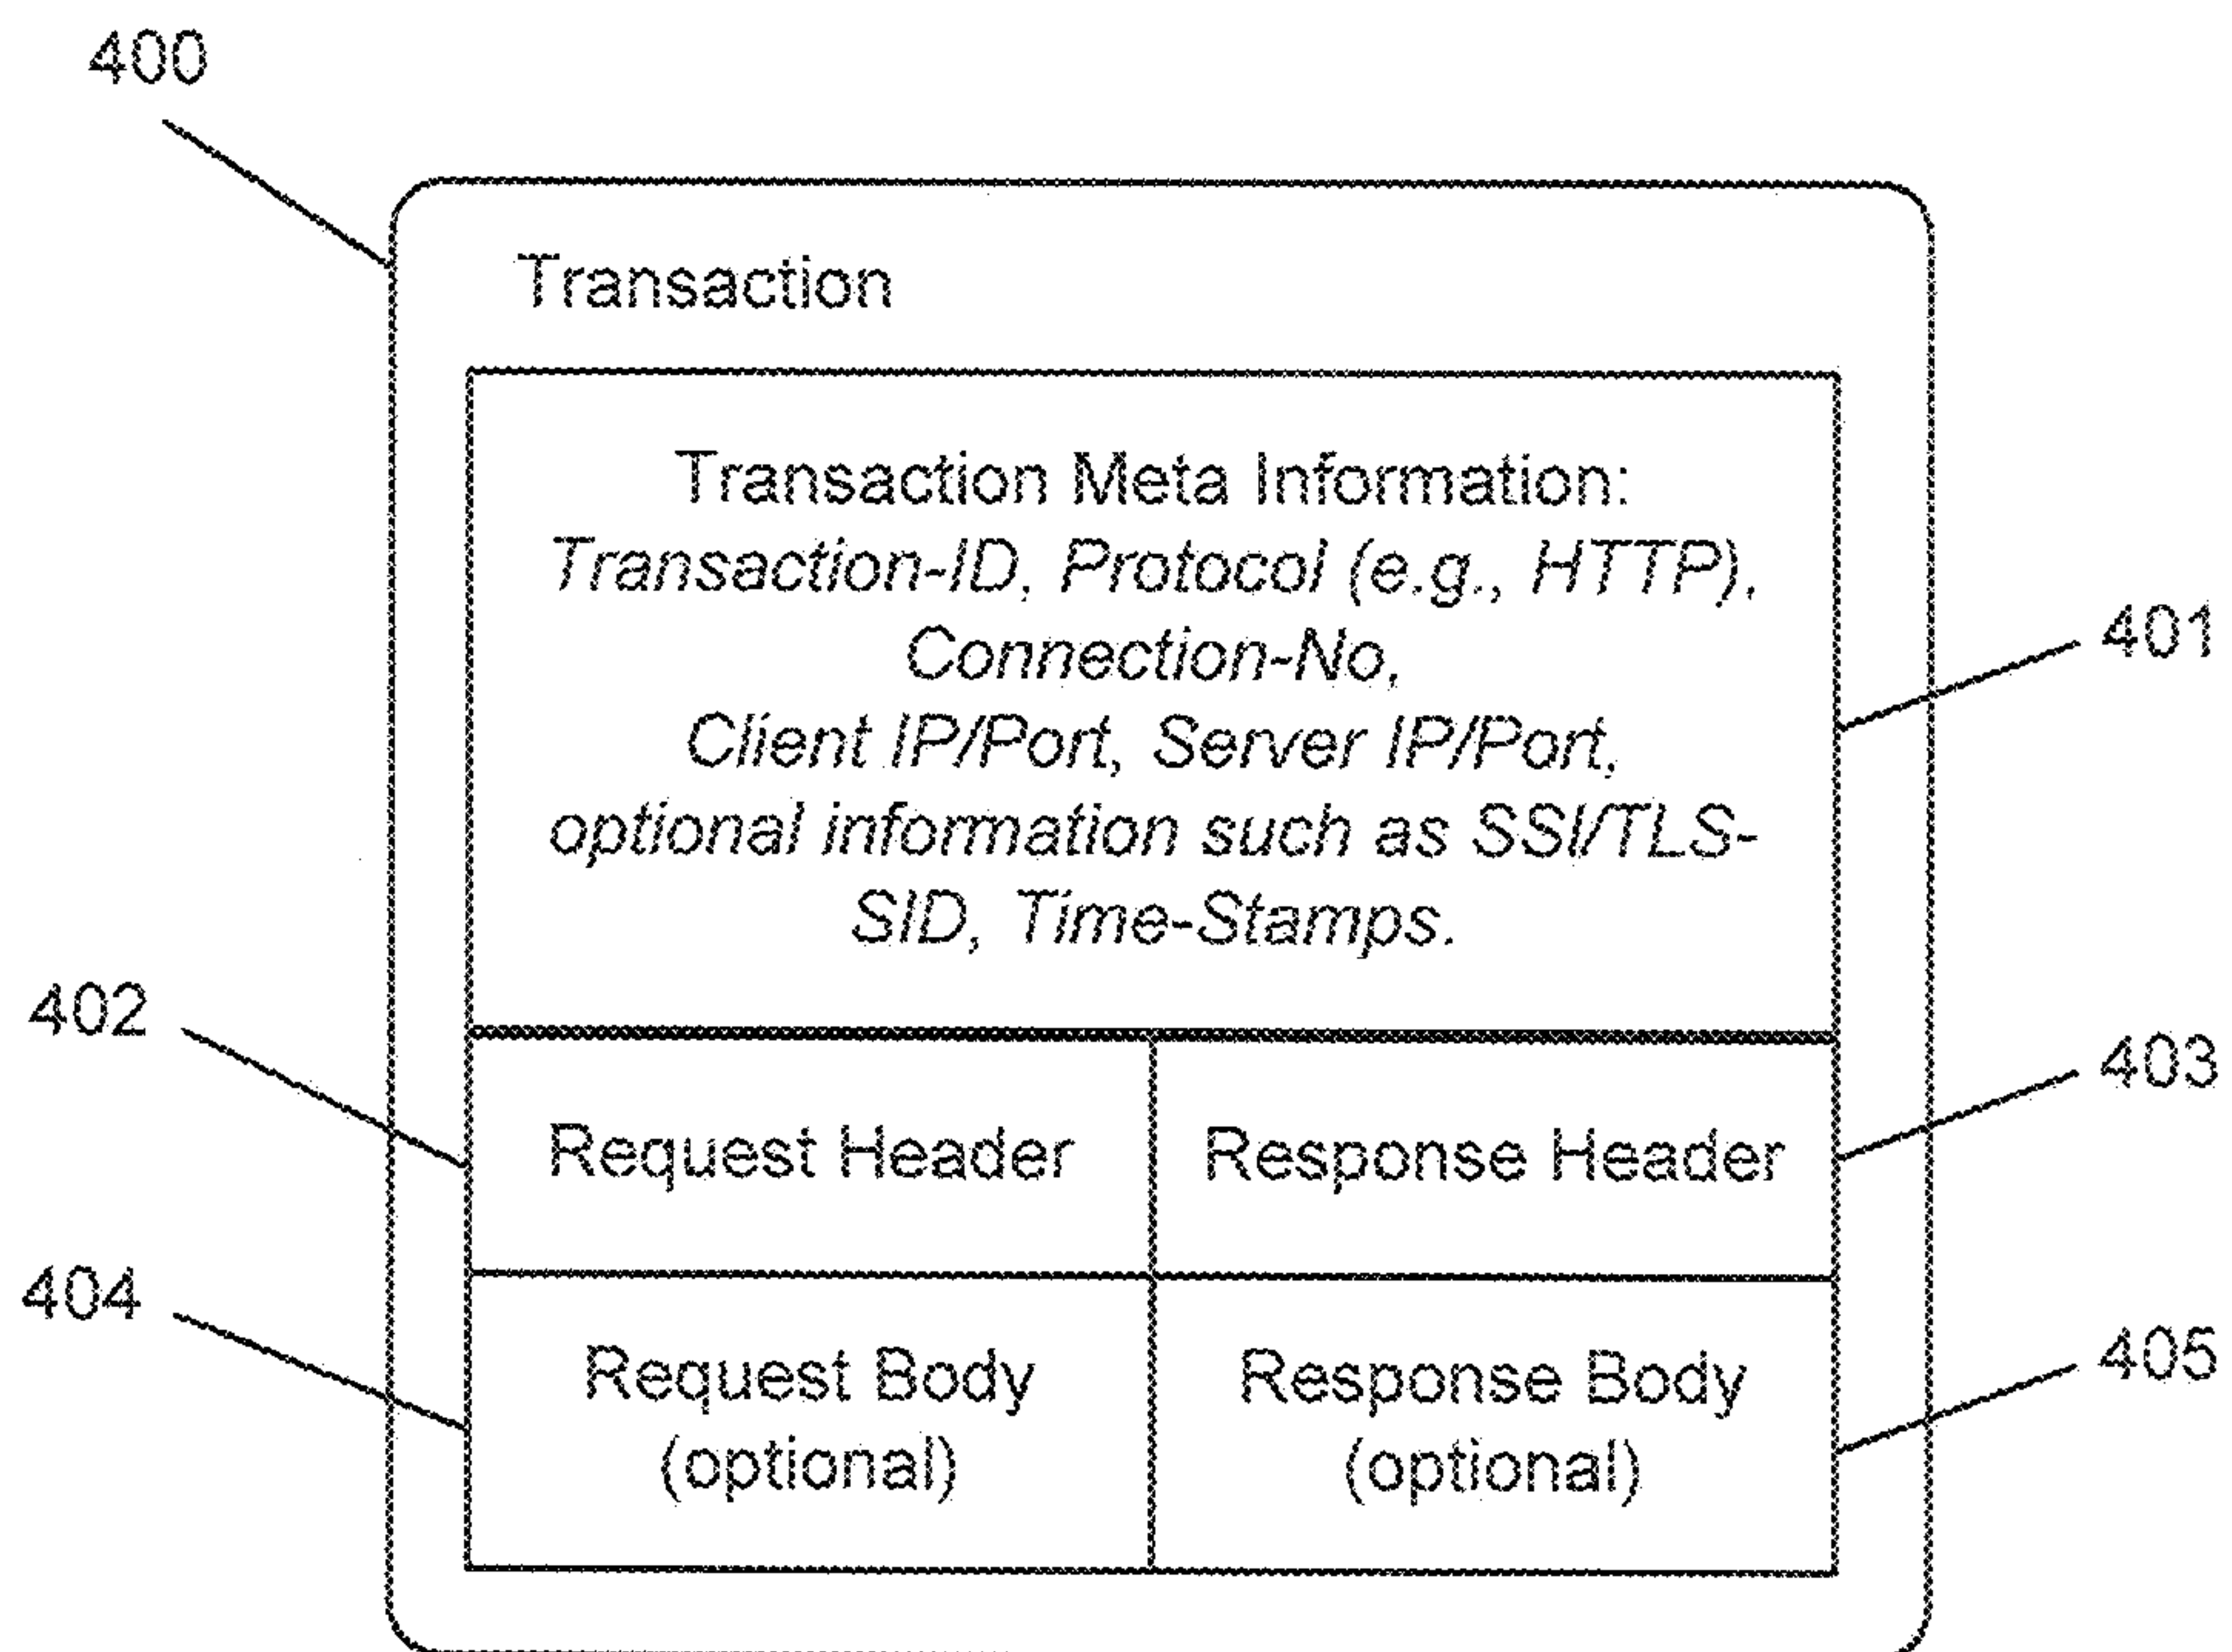 400
Transaction
Transaction Meta Information:
Transaction-ID, Protocol (e.g., HTTP),
Connection-No,
Client IP/Port, Server IP/Port,
optional information such as SSl/TLS-
SID, Time-Stamps.
401
402
Request Header
Response Header
403
404
Request Body
(optional)
Response Body
(optional)
405